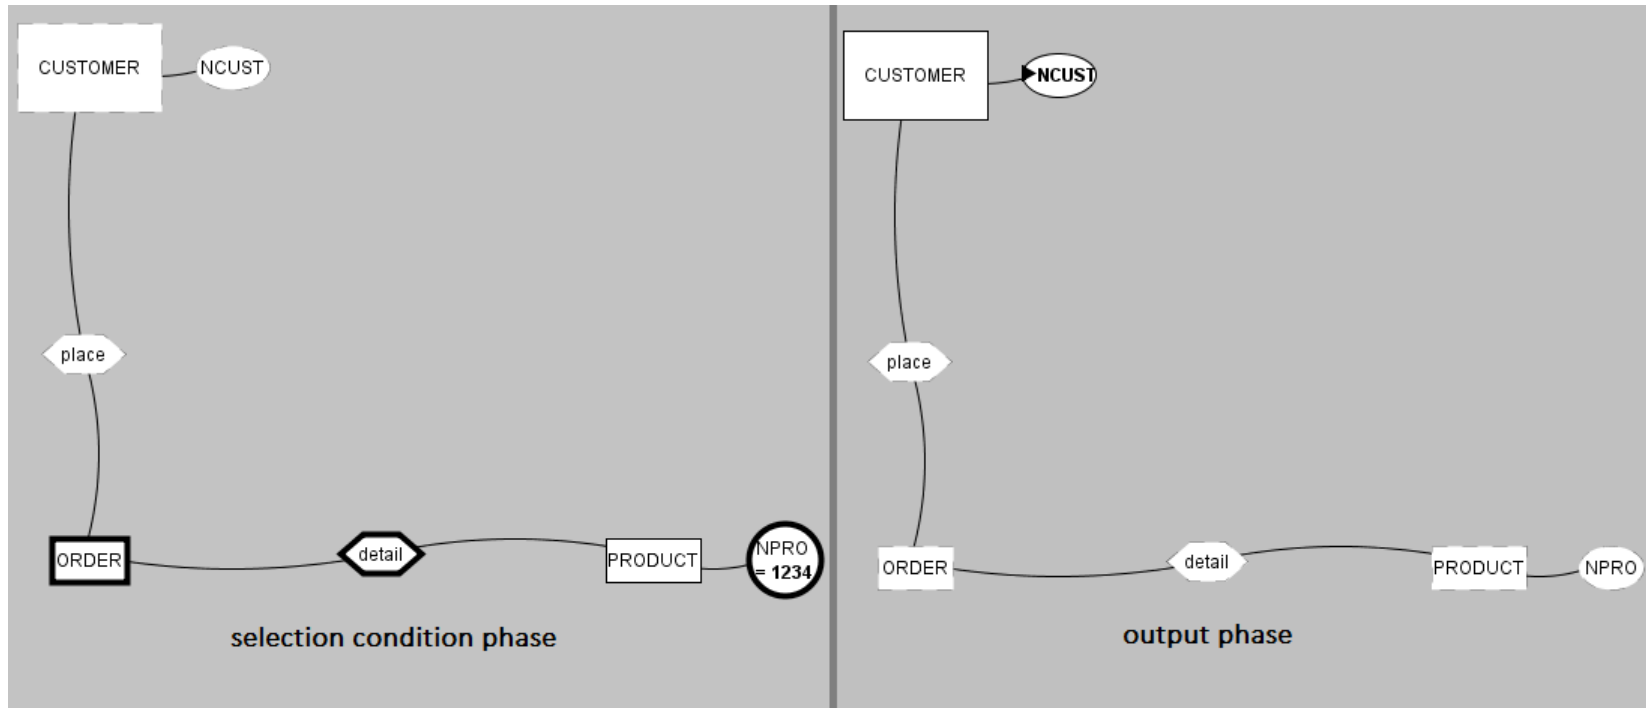 CUSTOMER
NCUST
place
ORDER
detail
PRODUCT
NPRO
= 1234
selection condition phase
CUSTOMER
NCUST
place
ORDER
detail
PRODUCT
NPRO
output phase